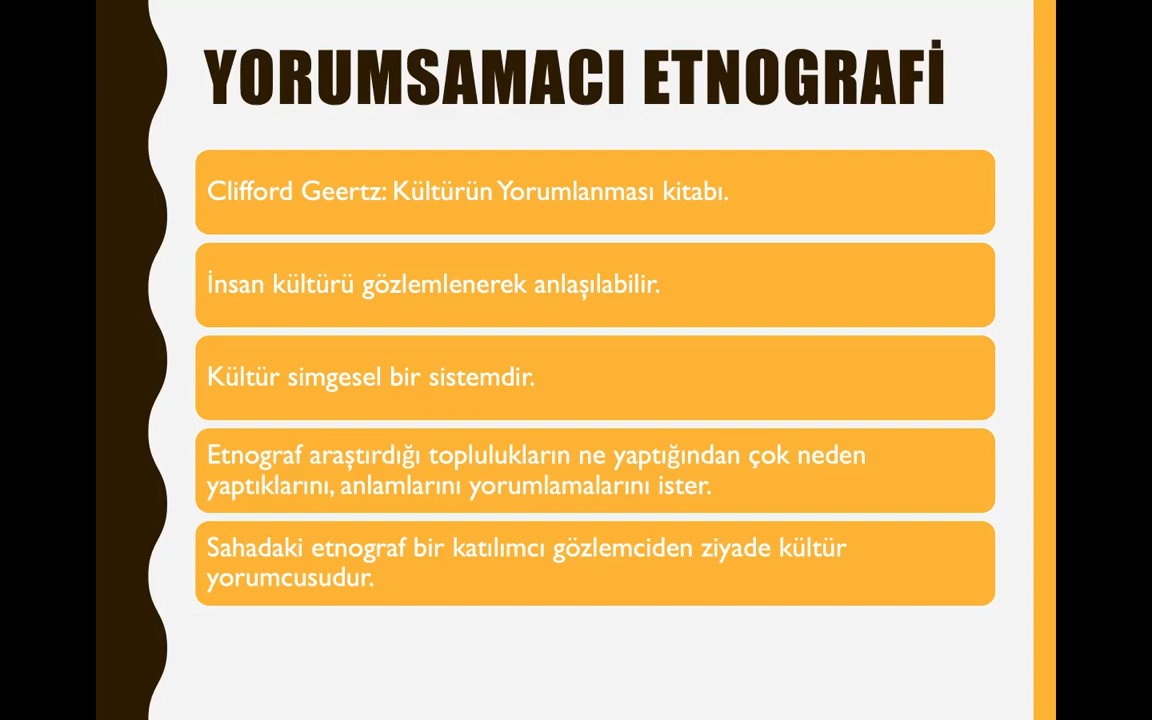 YORUMSAMACI ETNOGRAFİ
Clifford Geertz: Kültürün Yorumlanması kitabı.
İnsan kültürü gözlemlenerek anlaşılabilir.
Kültür simgesel bir sistemdir.
Etnograf araştırdığı toplulukların ne yaptığından çok neden
yaptıklarını, anlamlarını yorumlamalarını ister.
Sahadaki etnograf bir katılımcı gözlemciden ziyade kültür
yorumcusudur.